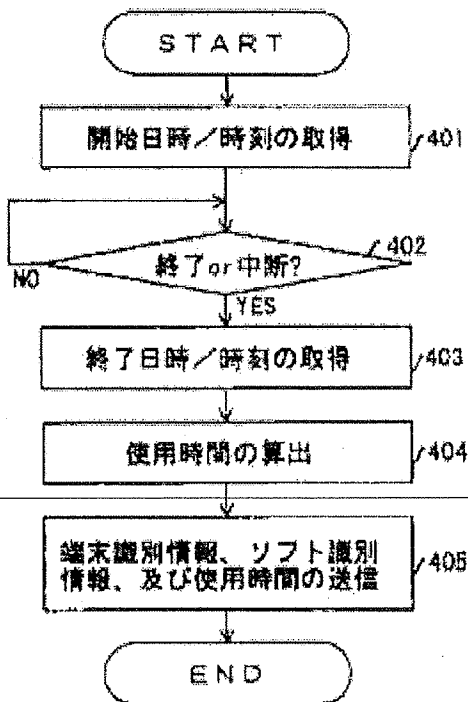 START
開始日時／時刻の取得
401
402
終了or中断?
NO
YES
終了日時／時刻の取得
403
使用時間の算出
404
端末識別情報、ソフト識別
情報、及び使用時間の送信
405
END